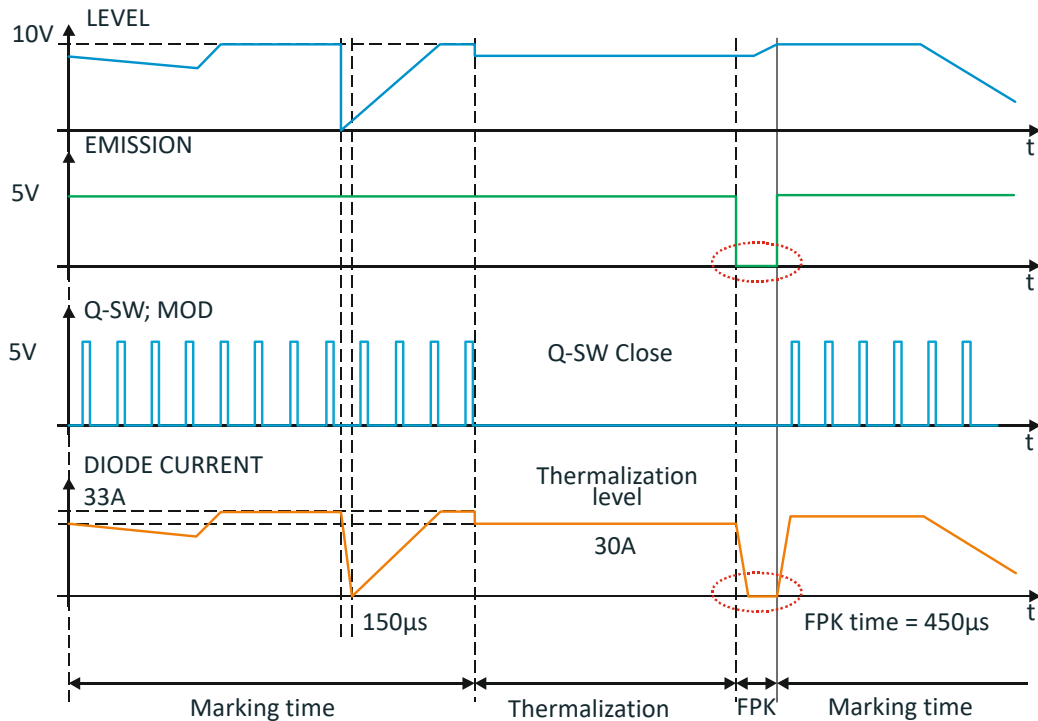 LEVEL
10V
t
EMISSION
5V
t
Q-SW; MOD
5V
Q-SW Close
t
DIODE CURRENT
33A
Thermalization
level
30A
t
150µs
FPK time = 450µs
Marking time
Thermalization
FPK
Marking time